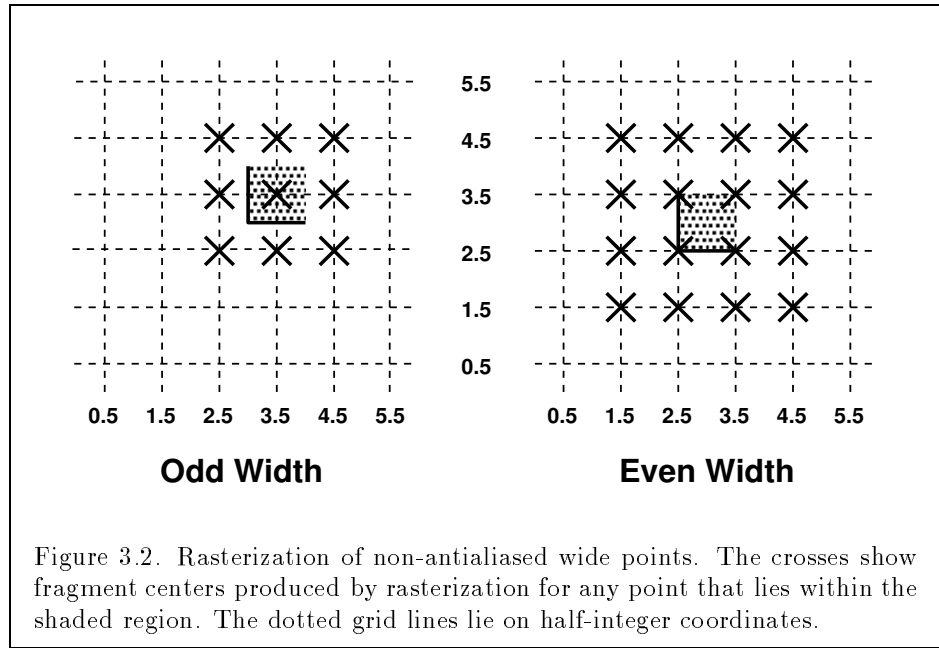 5.5
4.5
3.5
2.5
1.5
0.5
0.5 1.5 2.5 3.5 4.5 5.5
0.5 1.5 2.5 3.5 4.5 5.5
Odd Width
Even Width
Figure 3.2. Rasterization of non-antialiased wide points. The crosses show
fragment centers produced by rasterization for any point that lies within the
shaded region. The dotted grid lines lie on half-integer coordinates.